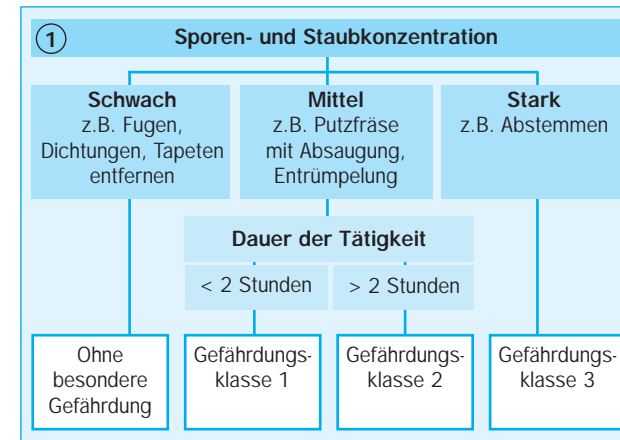 1 Sporen- und Staubkonzentration
Schwach
z.B. Fugen,
Dichtungen, Tapeten
entfernen
Mittel
z.B. Putzfräse
mit Absaugung,
Entrümpelung
Stark
z.B. Abstemmen
Dauer der Tätigkeit
< 2 Stunden
> 2 Stunden
Ohne
besondere
Gefährdung
Gefährdungs-
klasse 1
Gefährdungs-
klasse 2
Gefährdungs-
klasse 3